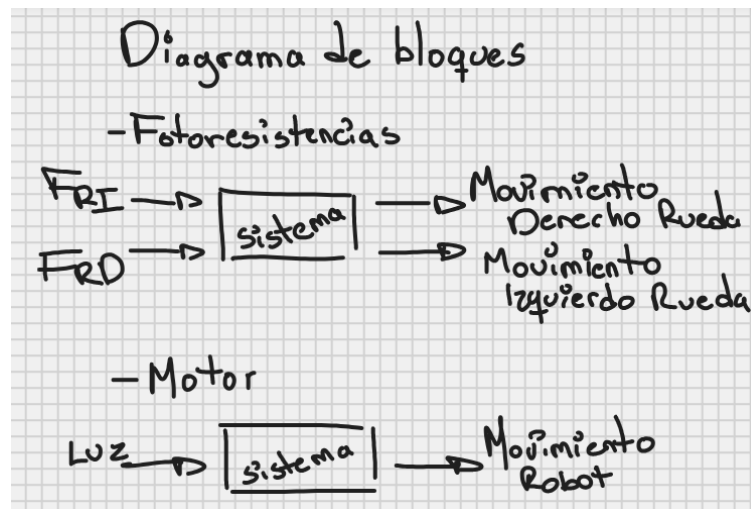 Diagrama de bloques
- Fotoresistencias
FRI
sistema
Movimiento
Derecho Rueda
FRD
Movimiento
Izquierdo Rueda
- Motor
Luz
sistema
Movimiento
Robot